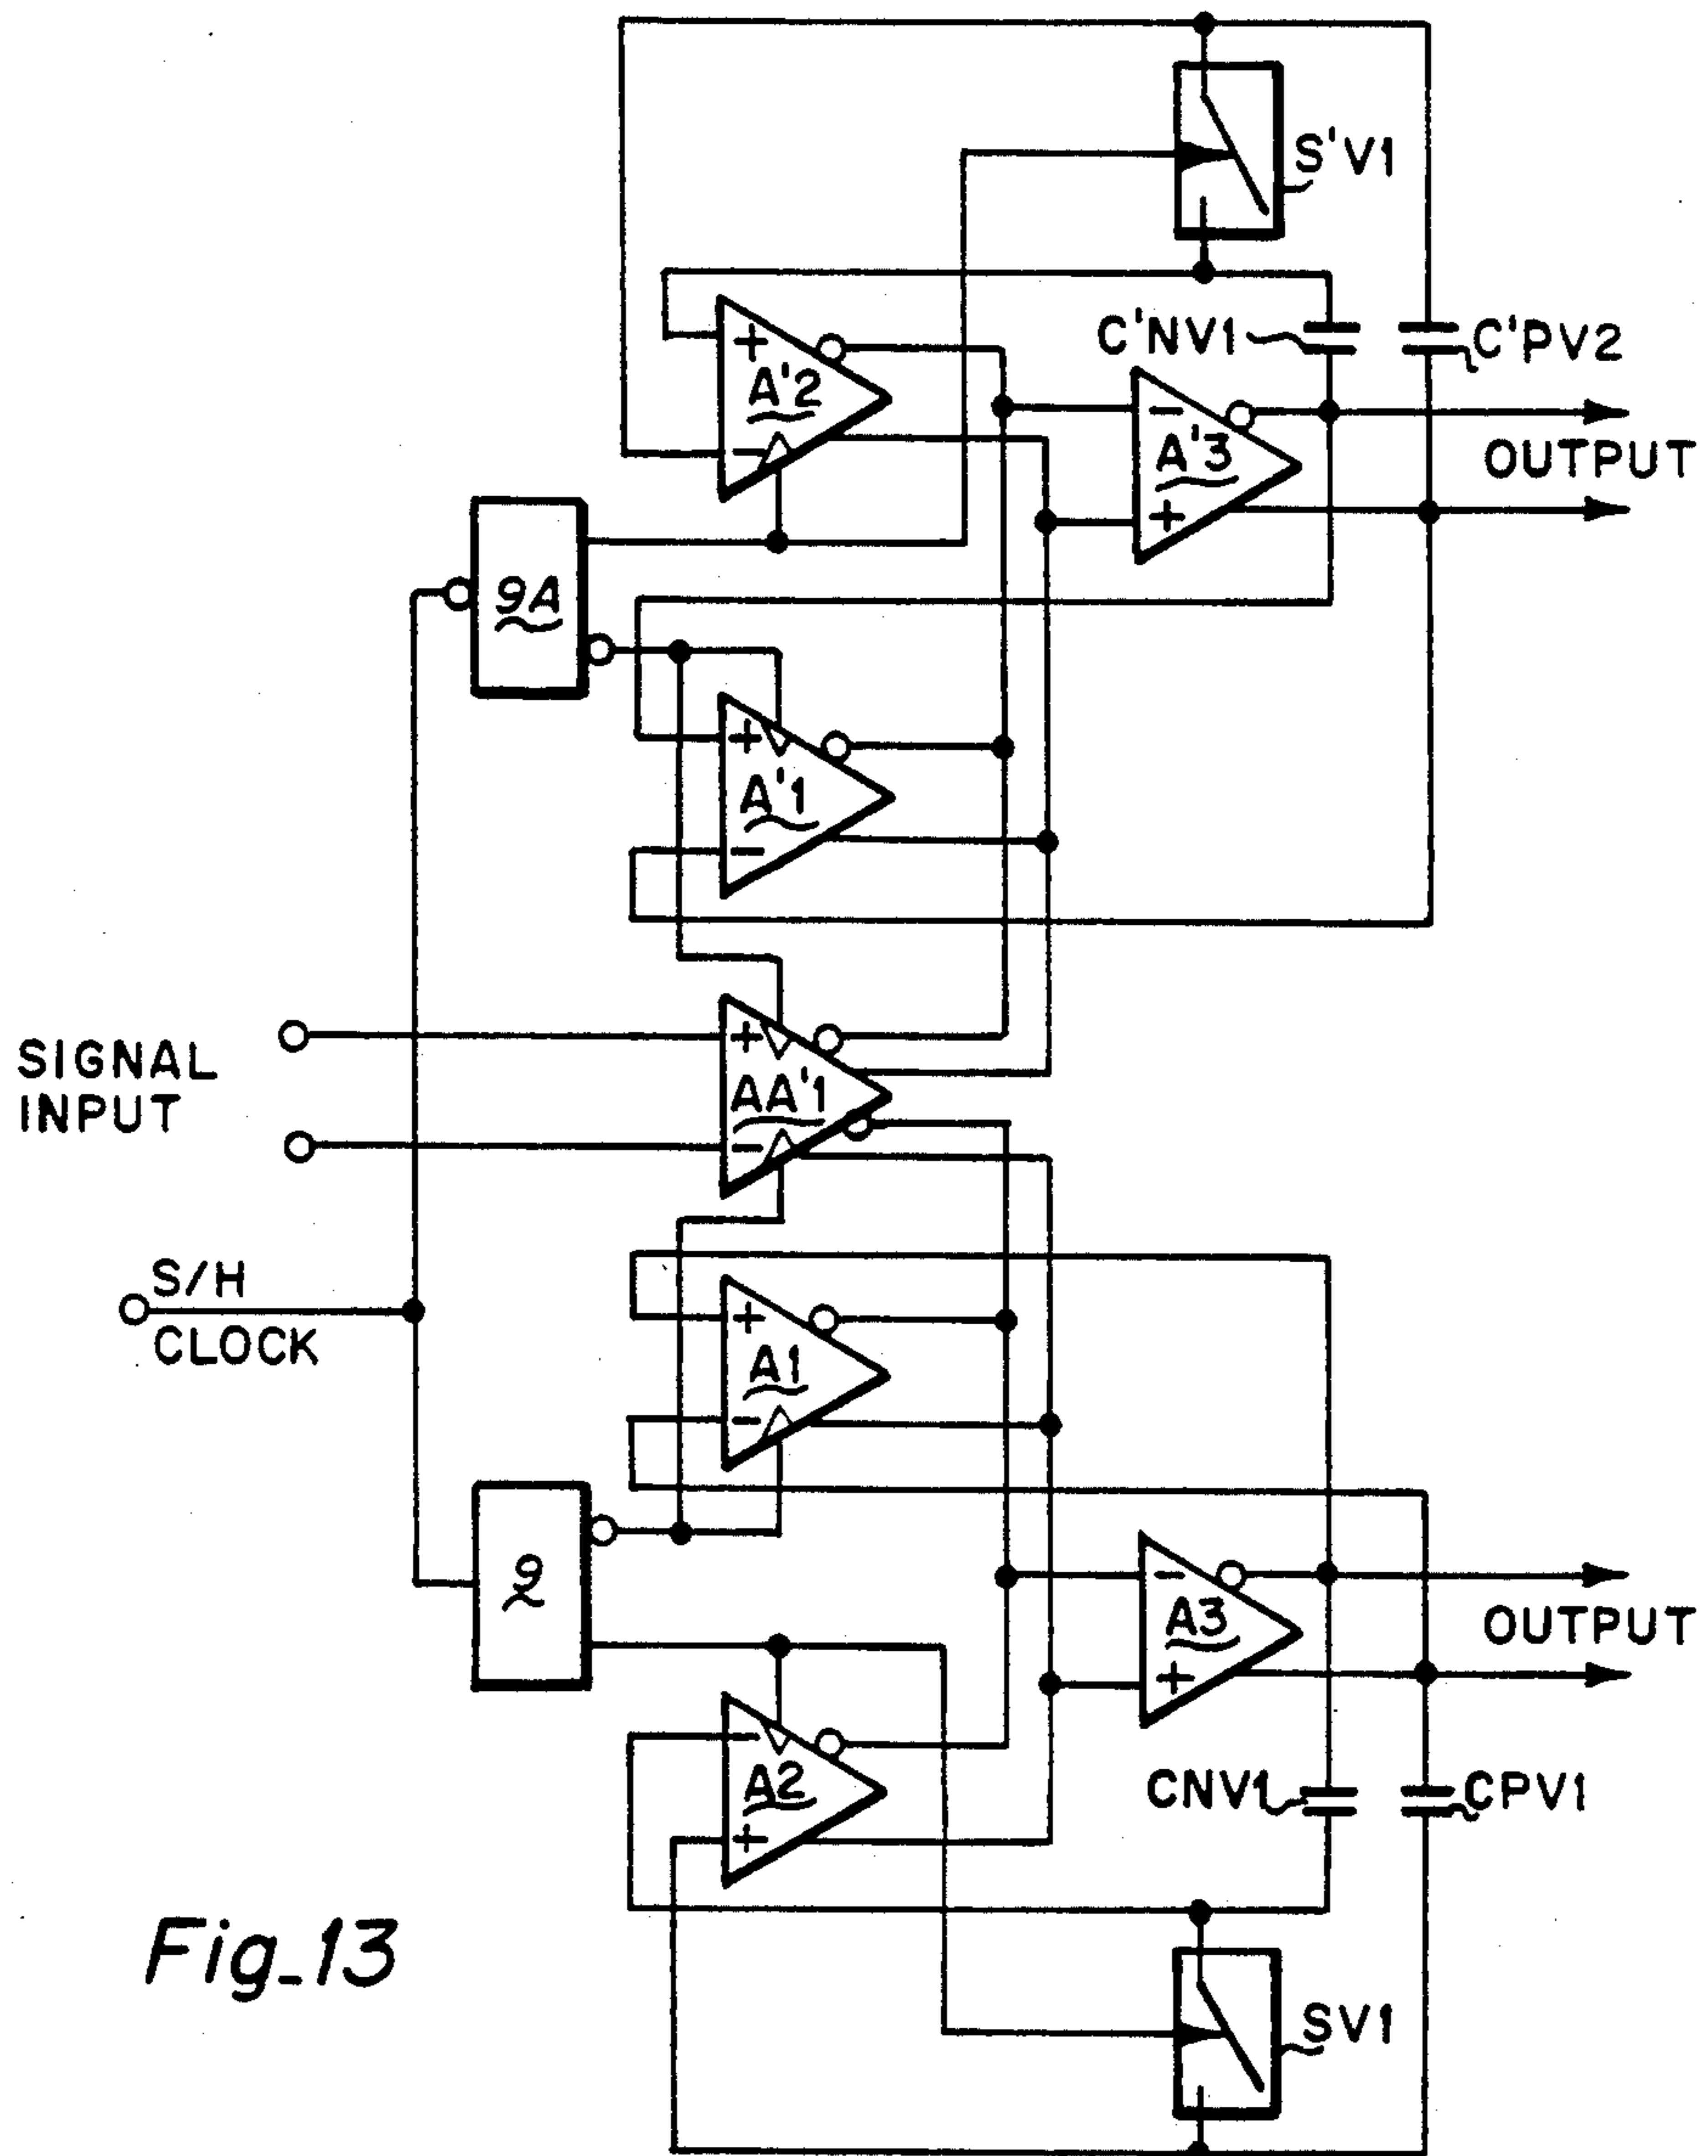 S'V1
+
A'2
−
C'NV1
C'PV2
−
A'3
+
OUTPUT
9A
+
A'1
−
SIGNAL
INPUT
+
AA'1
−
S/H
CLOCK
+
A1
−
9
−
A3
+
OUTPUT
−
A2
+
CNV1
CPV1
SV1
Fig_13